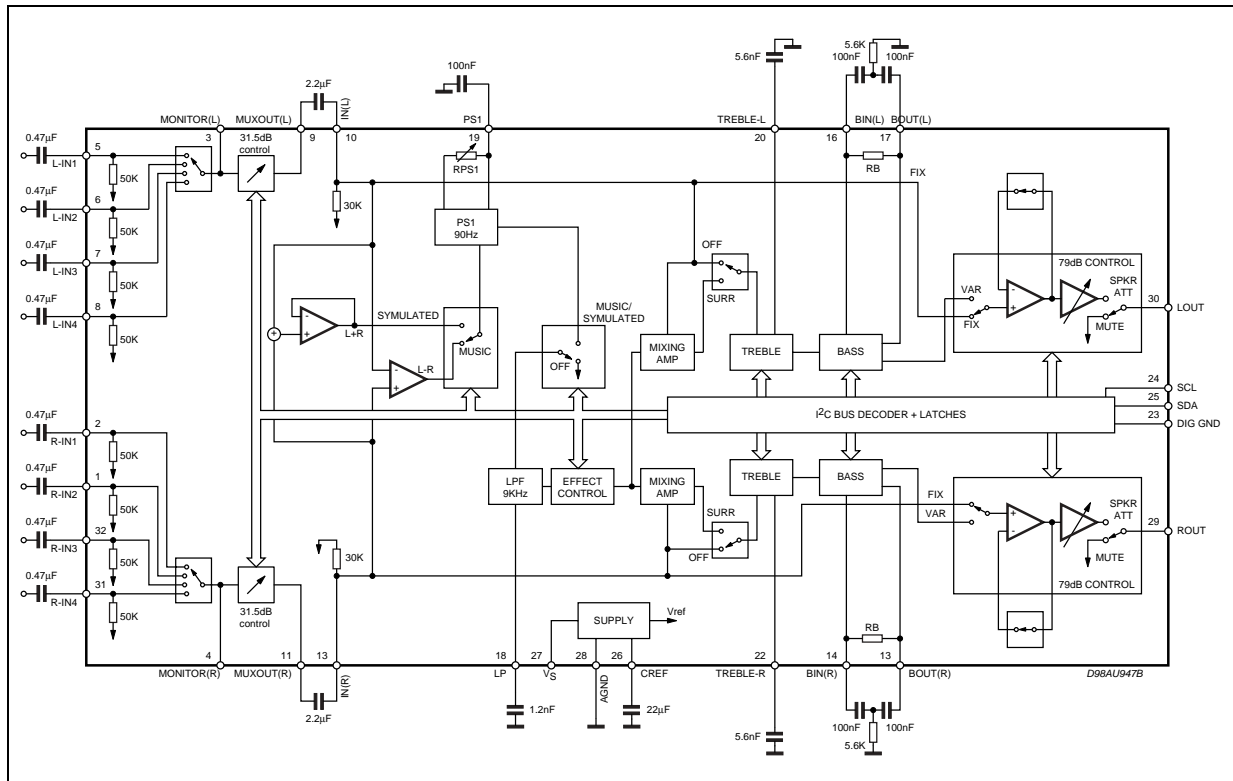 5.6K
5.6nF
100nF
100nF
100nF
2.2µF
IN(L)
MONITOR(L)
MUXOUT(L)
PS1
TREBLE-L
BIN(L)
BOUT(L)
3
9
10
19
20
16
17
0.47µF
5
L-IN1
50K
31.5dB
control
RPS1
RB
FIX
0.47µF
6
L-IN2
50K
30K
PS1
90Hz
0.47µF
7
L-IN3
50K
OFF
SURR
79dB CONTROL
0.47µF
8
L-IN4
50K
-
+
+
SYMULATED
L+R
MUSIC
MUSIC/
SYMULATED
OFF
MIXING
AMP
TREBLE
BASS
VAR
FIX
-
+
SPKR
ATT
MUTE
30
LOUT
-
+
L-R
I2C BUS DECODER + LATCHES
24
SCL
25
SDA
23
DIG GND
0.47µF
2
R-IN1
50K
0.47µF
1
R-IN2
50K
LPF
9KHz
EFFECT
CONTROL
MIXING
AMP
TREBLE
BASS
SURR
OFF
FIX
VAR
+
-
SPKR
ATT
MUTE
29
ROUT
0.47µF
32
R-IN3
50K
30K
79dB CONTROL
0.47µF
31
R-IN4
50K
31.5dB
control
SUPPLY
Vref
RB
4
11
13
18
27
28
26
22
14
13
MONITOR(R)
MUXOUT(R)
IN(R)
LP
VS
AGND
CREF
TREBLE-R
BIN(R)
BOUT(R)
D98AU947B
2.2µF
1.2nF
22µF
5.6nF
100nF
100nF
5.6K